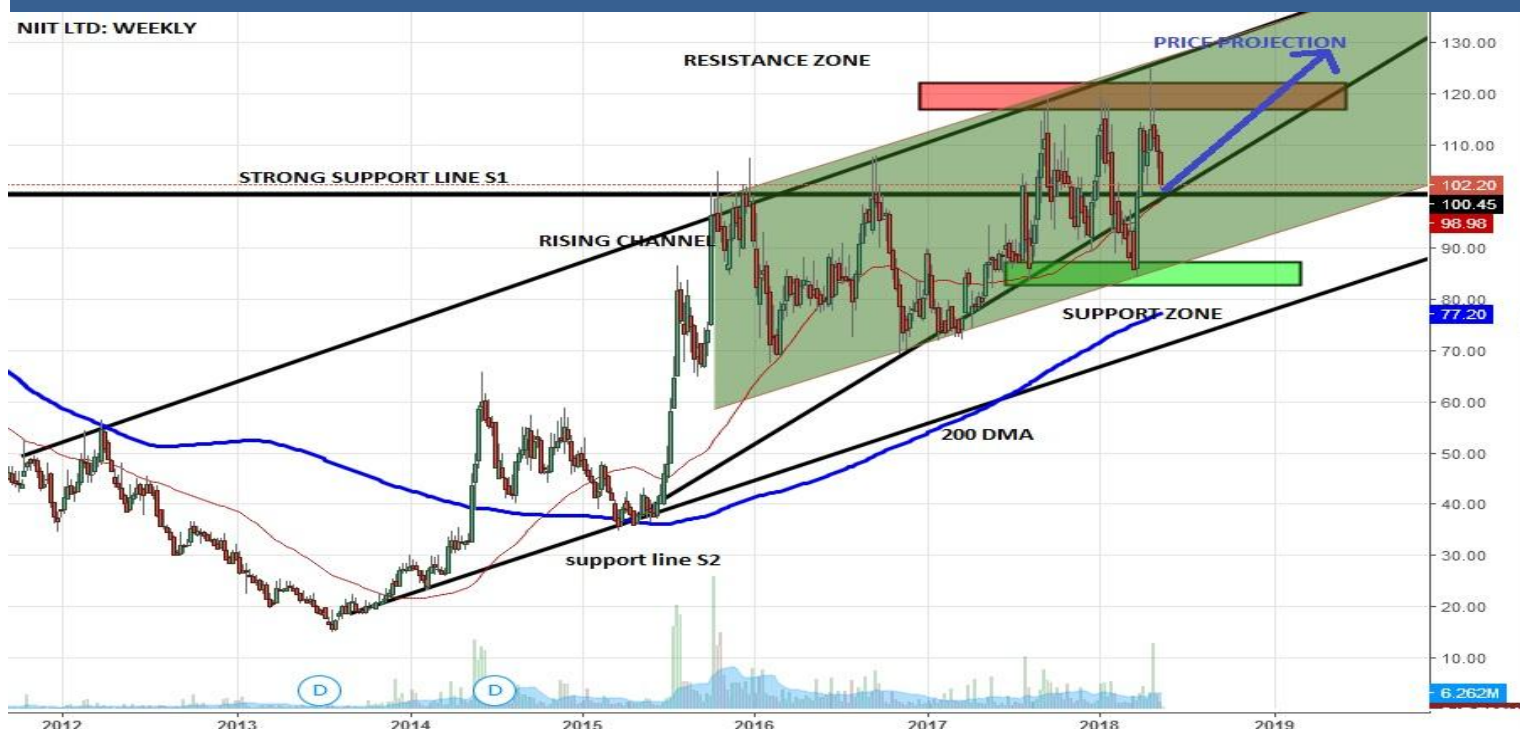 NIIT LTD: WEEKLY
PRICE PROJECTION
RESISTANCE ZONE
STRONG SUPPORT LINE S1
RISING CHANNEL
SUPPORT ZONE
200 DMA
support line S2
130.00
120.00
110.00
102.20
100.45
98.98
90.00
80.00
77.20
70.00
60.00
50.00
40.00
30.00
20.00
10.00
6.262M
D
D
2012
2013
2014
2015
2016
2017
2018
2019